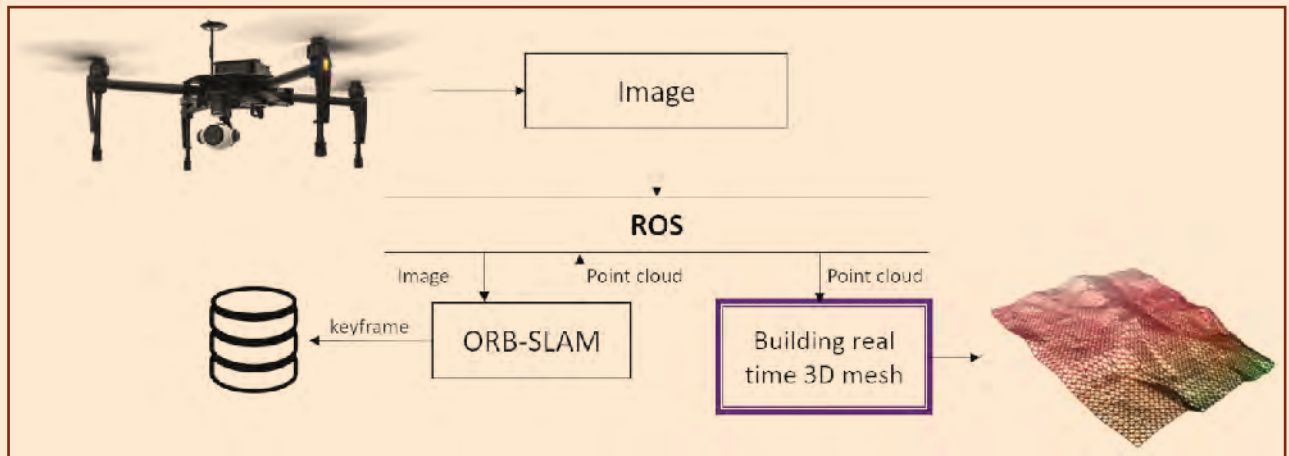 Image
ROS
Image
Point cloud
Point cloud
keyframe
ORB-SLAM
Building real
time 3D mesh